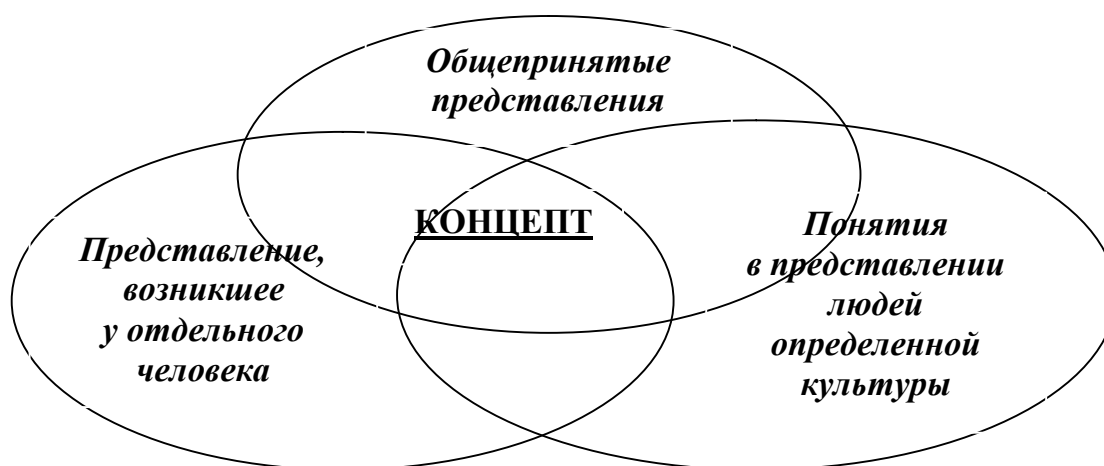 Общепринятые
представления
КОНЦЕПТ
Представление,
возникшее
у отдельного
человека
Понятия
в представлении
людей
определенной
культуры